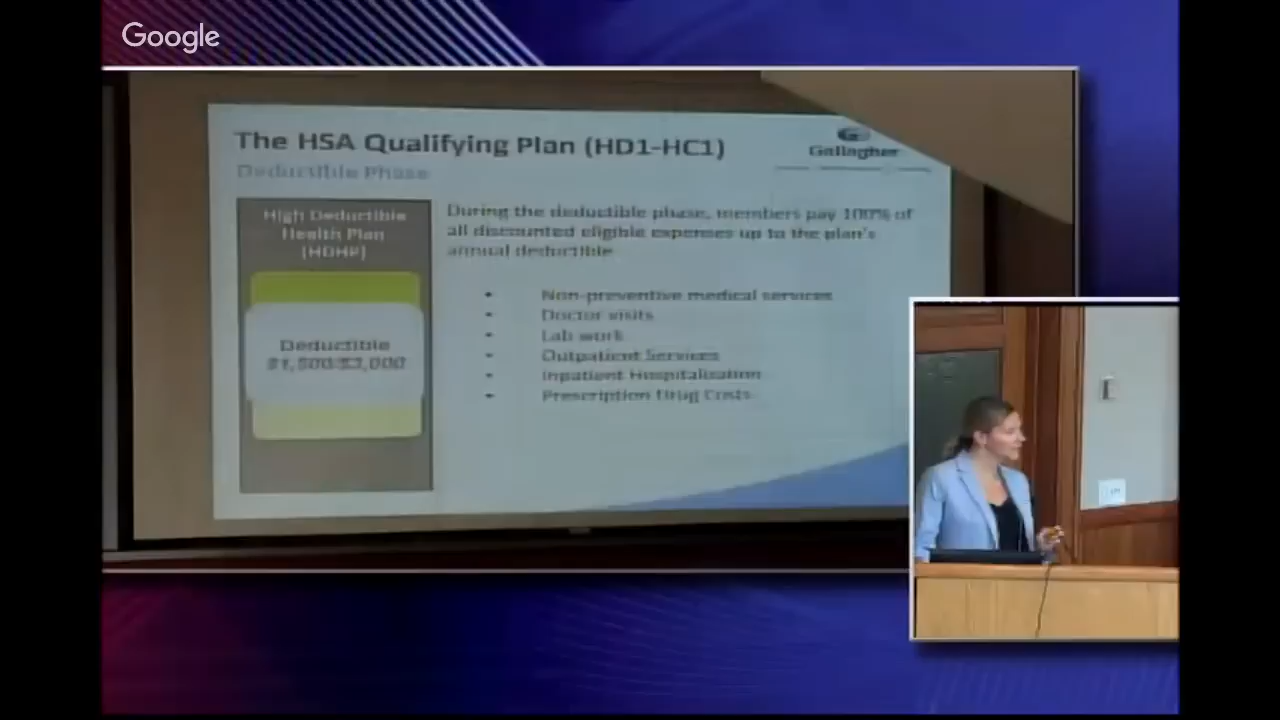 Google
The HSA Qualifying Plan (HD1-HC1)
Gallagher
Deductible Phase
High Deductible
Health Plan
(HDHP)
Deductible
$1,500/$3,000
During the deductible phase, members pay 100% of
all discounted eligible expenses up to the plan's
annual deductible
• Non-preventive medical services
• Doctor visits
• Lab work
• Outpatient Services
• Inpatient Hospitalization
• Prescription Drug Costs